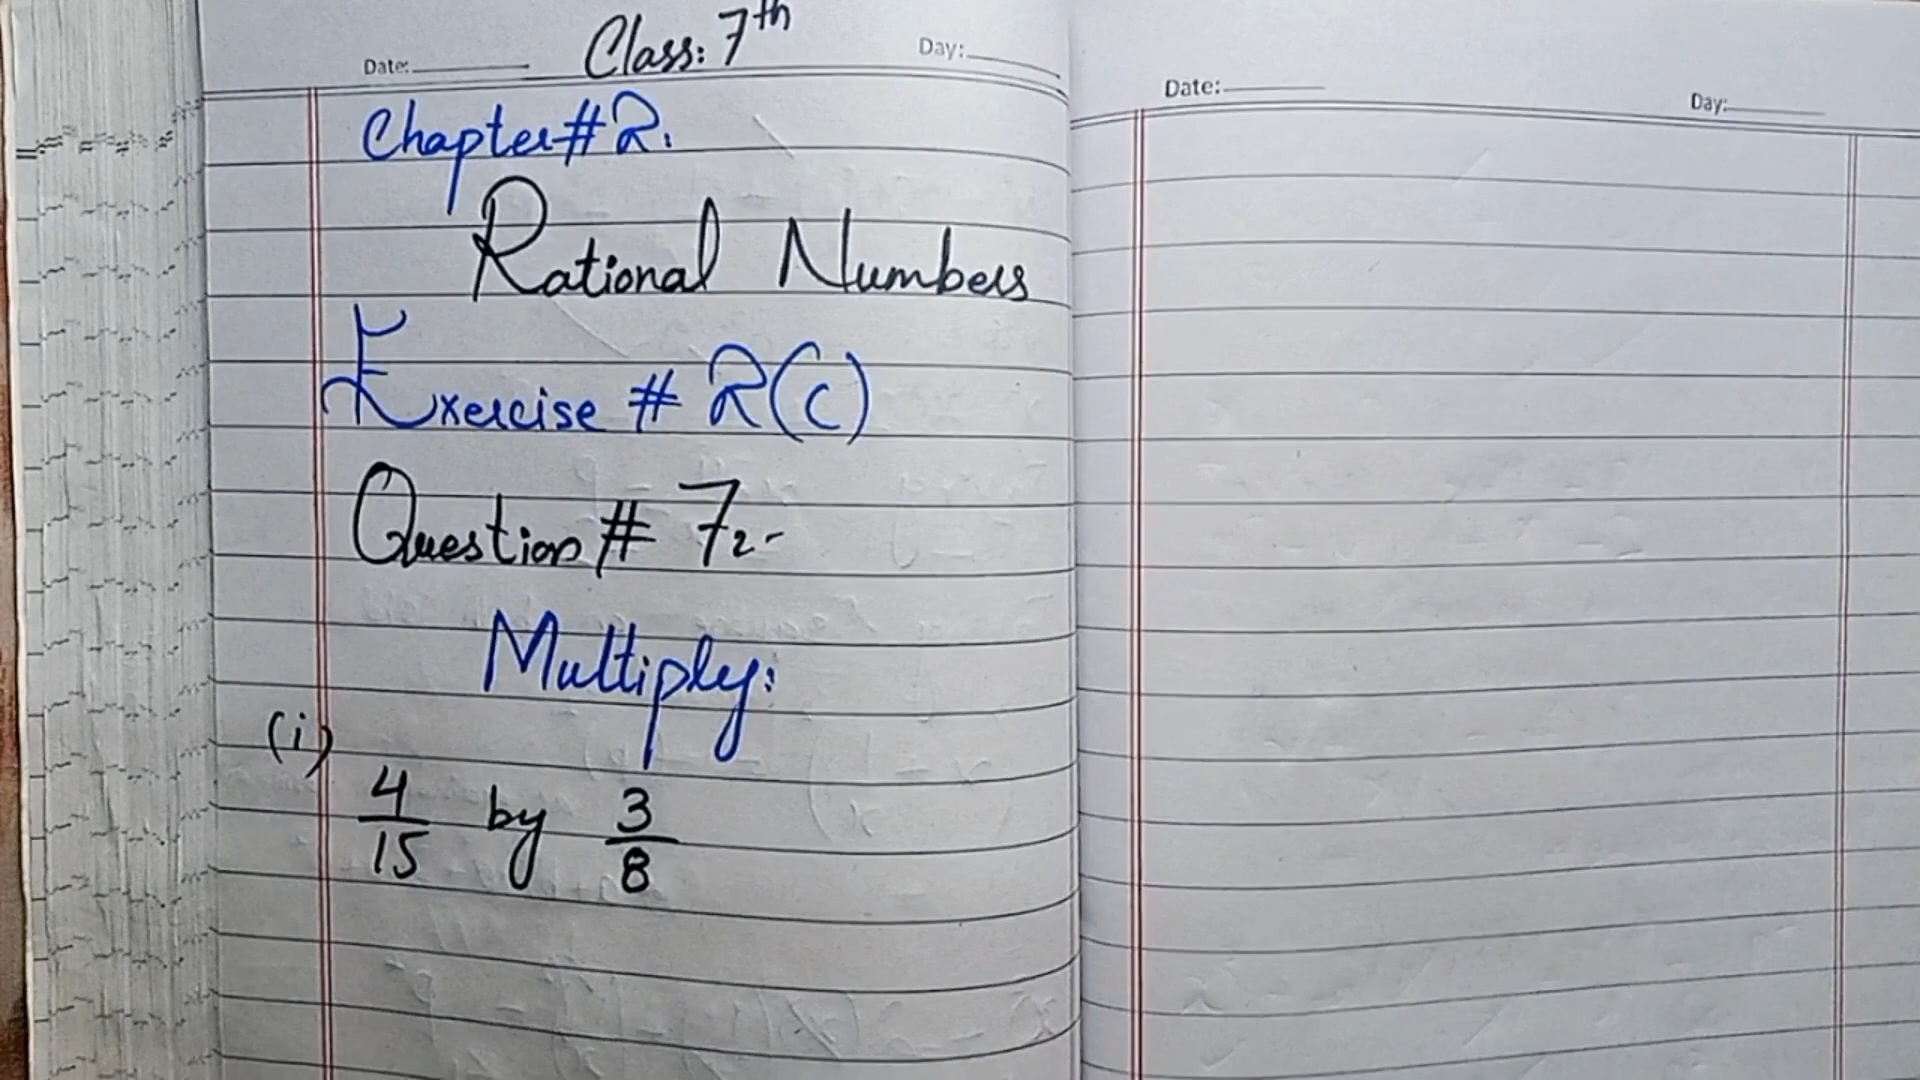 Date: Class: 7th Day:
Chapter # 2:
Rational Numbers
Exercise # 2(C)
Question # 7:-
Multiply:
(i)
4/15 by 3/8
Date: Day: